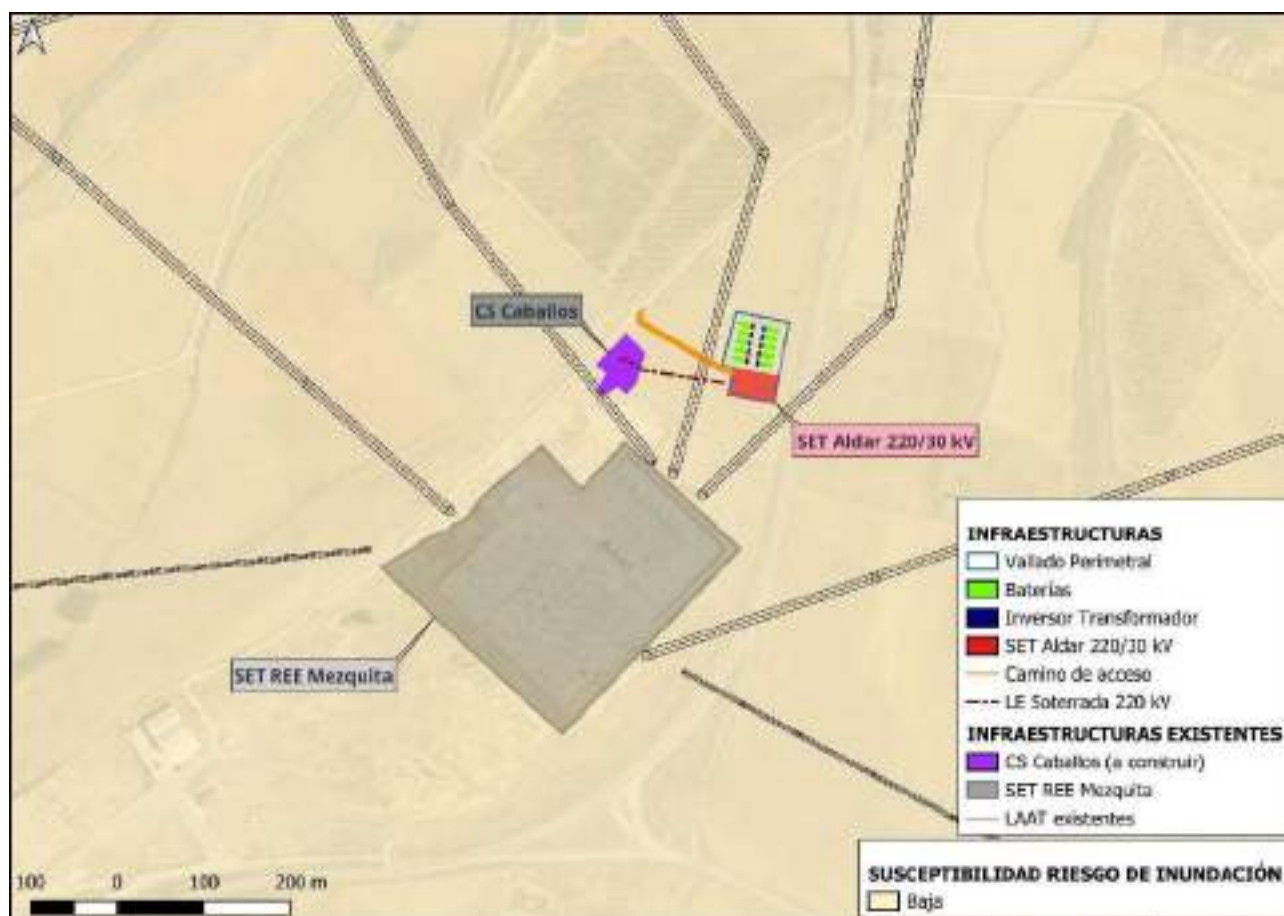 CS Caballos
SET Aldar 220/30 kV
SET REE Mezquita
INFRAESTRUCTURAS
Vallado Perimetral
Baterías
Inversor Transformador
SET Aldar 220/30 kV
Camino de acceso
LE Soterrada 220 kV
INFRAESTRUCTURAS EXISTENTES
CS Caballos (a construir)
SET REE Mezquita
LAAT existentes
SUSCEPTIBILIDAD RIESGO DE INUNDACIÓN
Baja
100 0 100 200 m